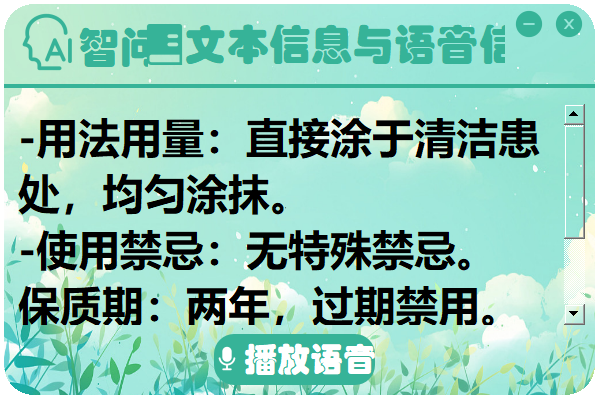 AI 智问 文本信息与语音信
-用法用量：直接涂于清洁患
处，均匀涂抹。
-使用禁忌：无特殊禁忌。
保质期：两年，过期禁用。
播放语音